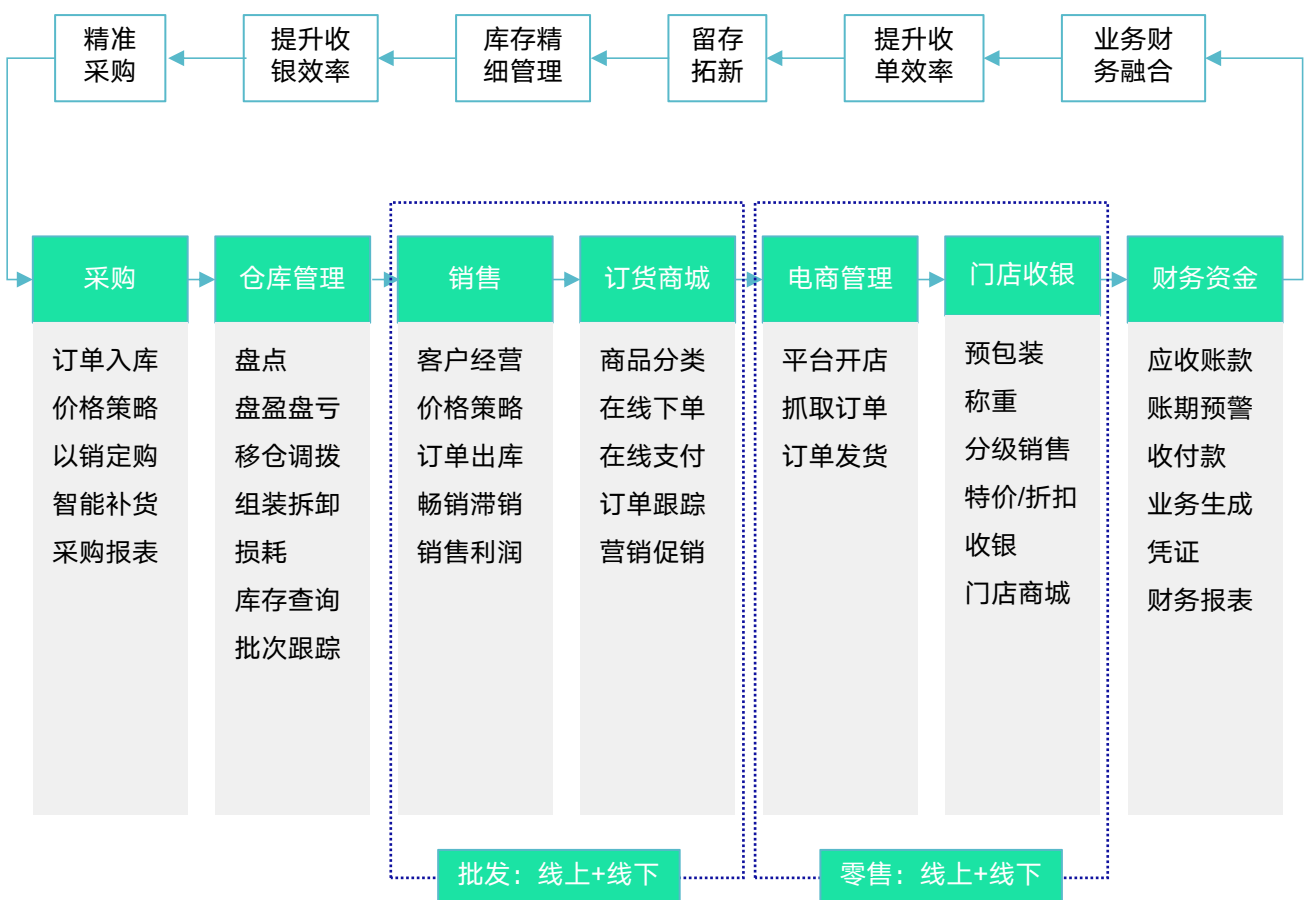 精准
采购
提升收
银效率
库存精
细管理
留存
拓新
提升收
单效率
业务财
务融合
采购
订单入库
价格策略
以销定购
智能补货
采购报表
仓库管理
盘点
盘盈盘亏
移仓调拨
组装拆卸
损耗
库存查询
批次跟踪
销售
客户经营
价格策略
订单出库
畅销滞销
销售利润
订货商城
商品分类
在线下单
在线支付
订单跟踪
营销促销
电商管理
平台开店
抓取订单
订单发货
门店收银
预包装
称重
分级销售
特价/折扣
收银
门店商城
财务资金
应收账款
账期预警
收付款
业务生成
凭证
财务报表
批发：线上+线下
零售：线上+线下